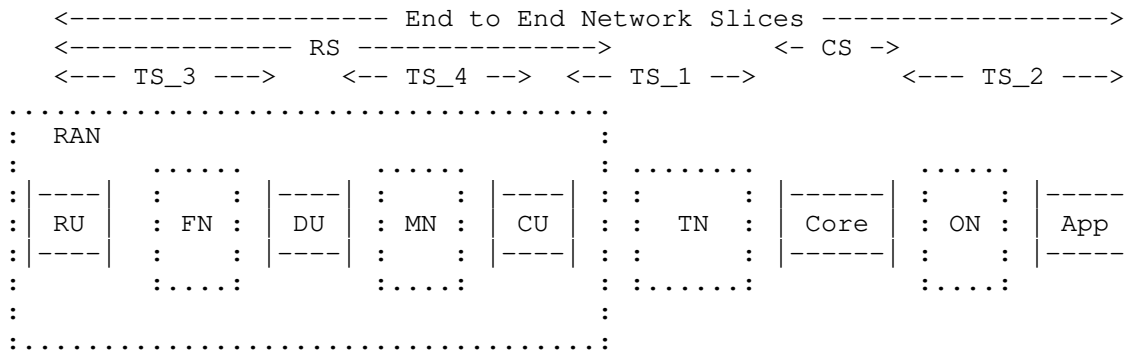 <------------------ End to End Network Slices ----------------->
<------------- RS --------------> <- CS ->
<--- TS_3 ---> <-- TS_4 --> <-- TS_1 --> <--- TS_2 --->
RAN
RU FN DU MN CU TN Core ON App